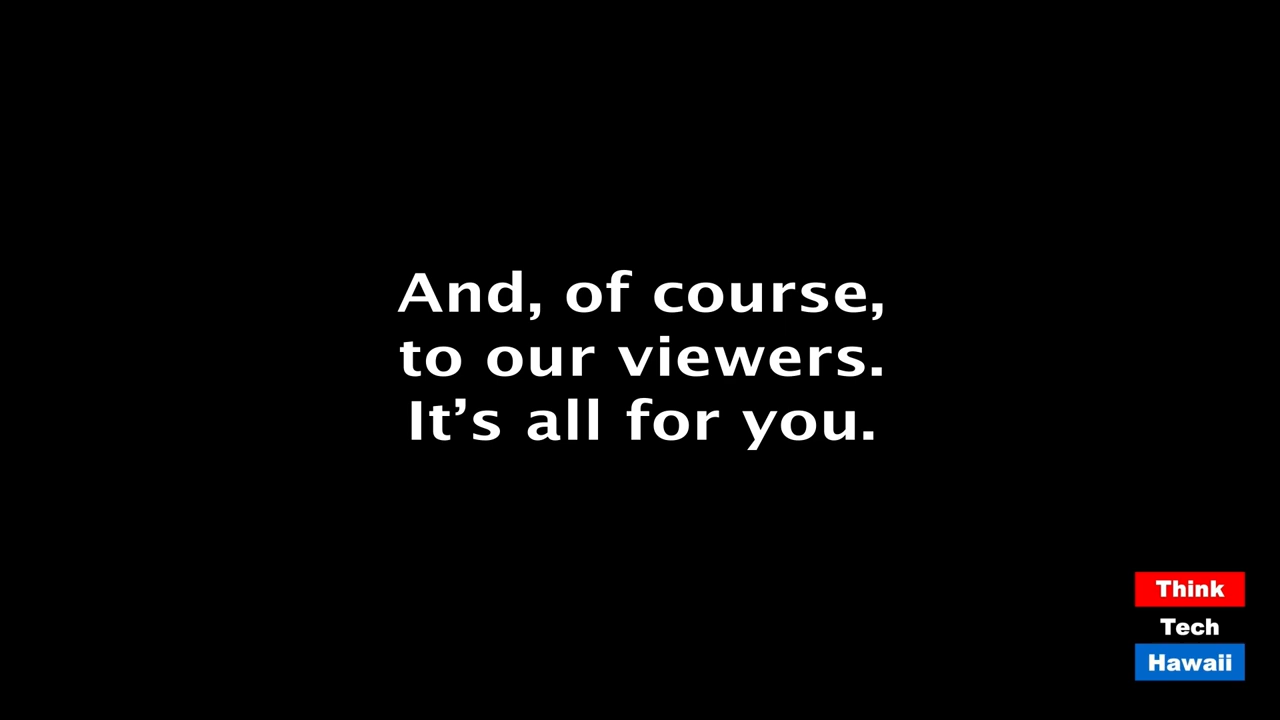 And, of course,
to our viewers.
It’s all for you.
Think
Tech
Hawaii